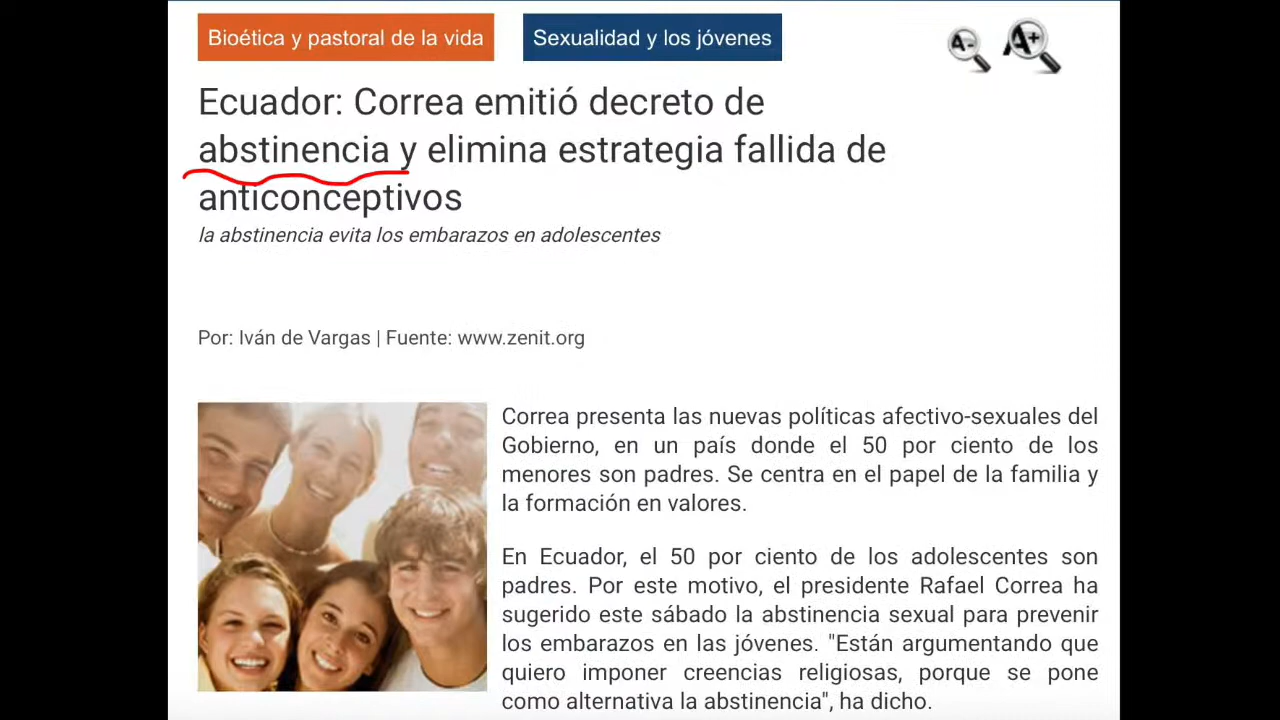 Bioética y pastoral de la vida
Sexualidad y los jóvenes
A-
A+
Ecuador: Correa emitió decreto de
abstinencia y elimina estrategia fallida de
anticonceptivos
la abstinencia evita los embarazos en adolescentes
Por: Iván de Vargas | Fuente: www.zenit.org
Correa presenta las nuevas políticas afectivo-sexuales del
Gobierno, en un país donde el 50 por ciento de los
menores son padres. Se centra en el papel de la familia y
la formación en valores.
En Ecuador, el 50 por ciento de los adolescentes son
padres. Por este motivo, el presidente Rafael Correa ha
sugerido este sábado la abstinencia sexual para prevenir
los embarazos en las jóvenes. "Están argumentando que
quiero imponer creencias religiosas, porque se pone
como alternativa la abstinencia", ha dicho.